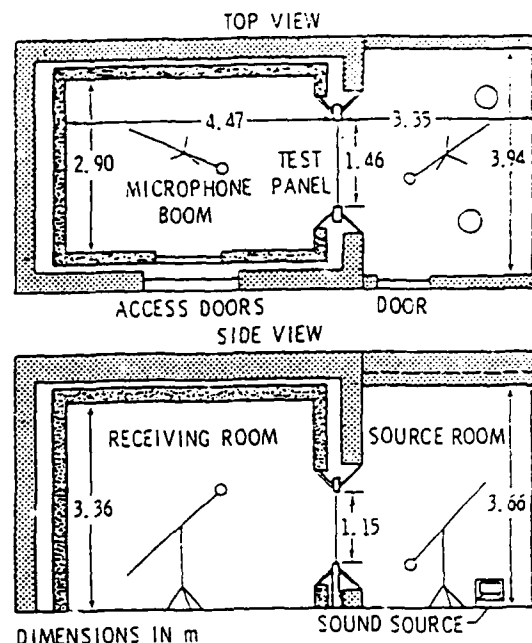 TOP VIEW
4.47
3.35
2.90
TEST
1.46
3.94
MICROPHONE PANEL
BOOM
ACCESS DOORS DOOR
SIDE VIEW
RECEIVING ROOM
SOURCE ROOM
3.36
1.15
3.66
DIMENSIONS IN m
SOUND SOURCE